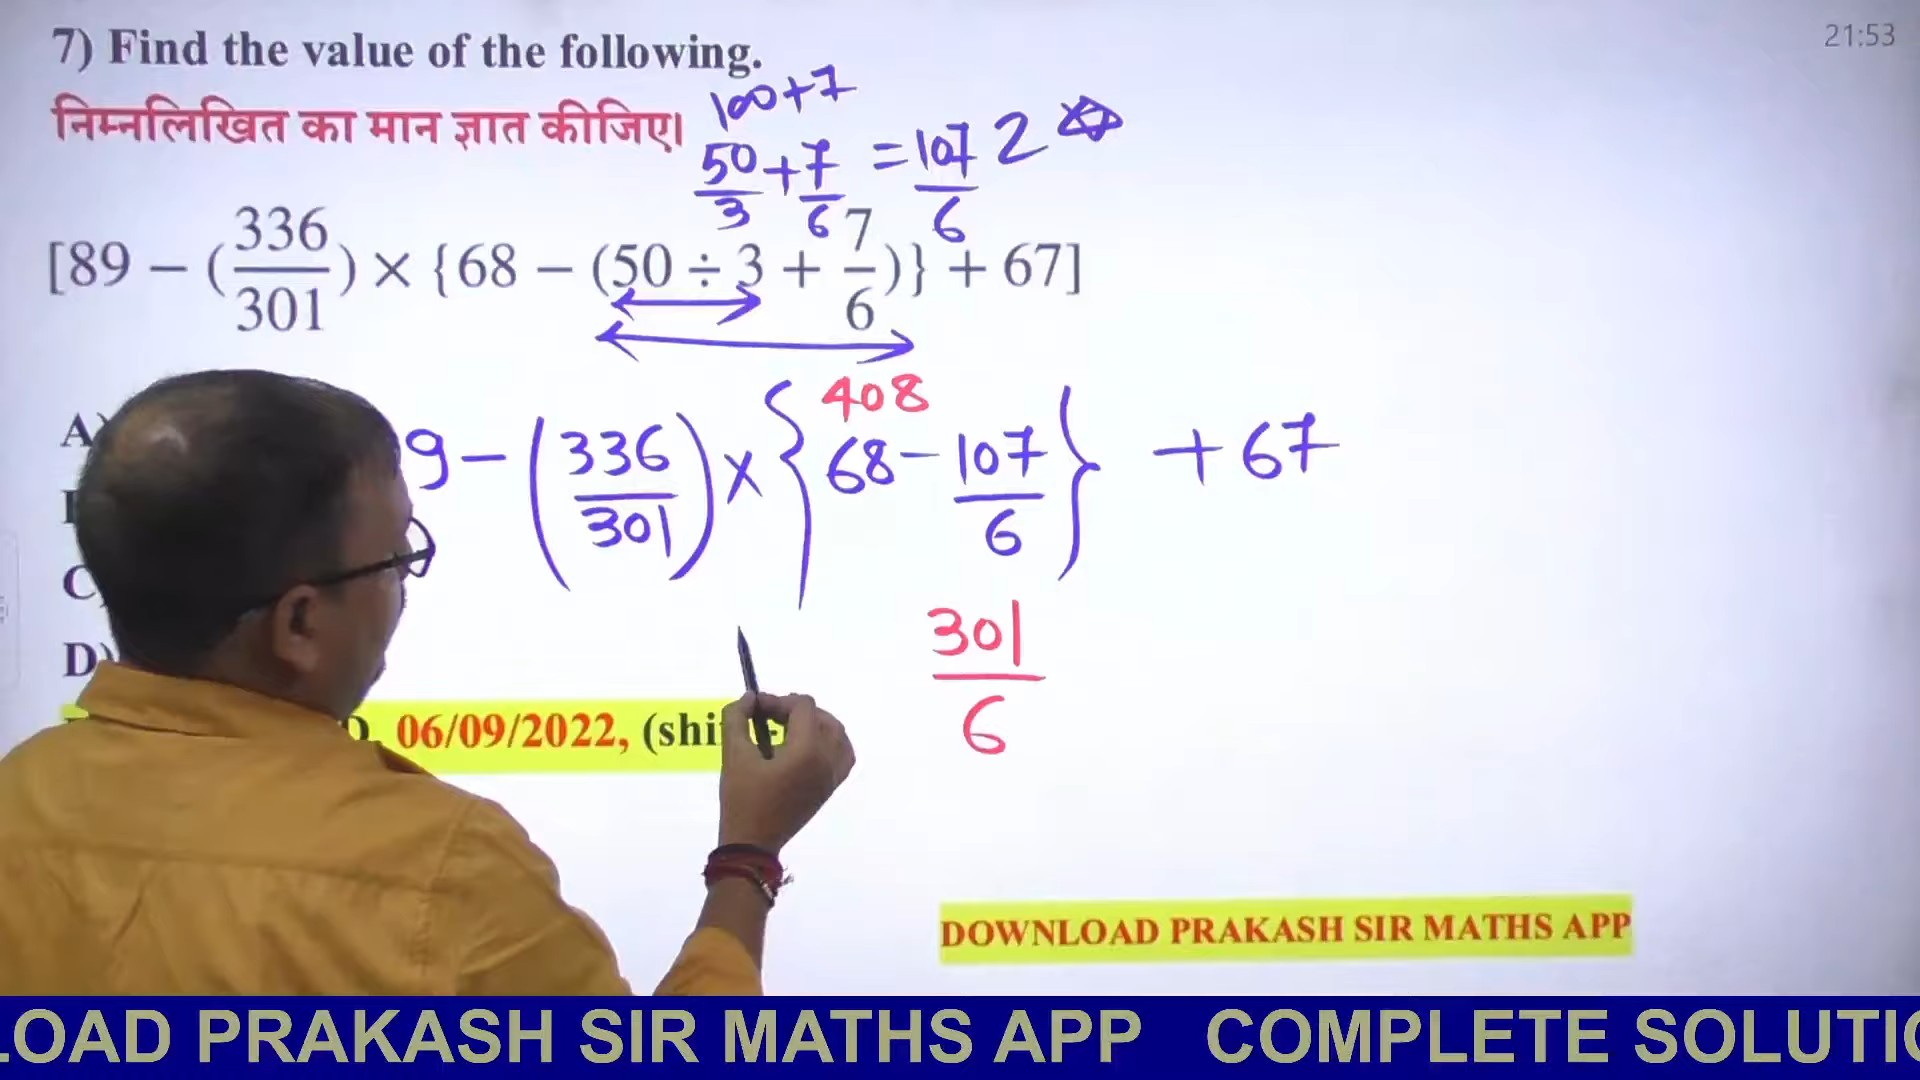 21:53
7) Find the value of the following.
निम्नलिखित का मान ज्ञात कीजिए।
100+7
50/3 + 7/6 = 107/6 2
[89 − (336/301) × {68 − (50 ÷ 3 + 7/6)} + 67]
408
9 − (336/301) × {68 − 107/6} + 67
A)
C)
301/6
D)
06/09/2022, (shi
DOWNLOAD PRAKASH SIR MATHS APP
LOAD PRAKASH SIR MATHS APP COMPLETE SOLUTIO